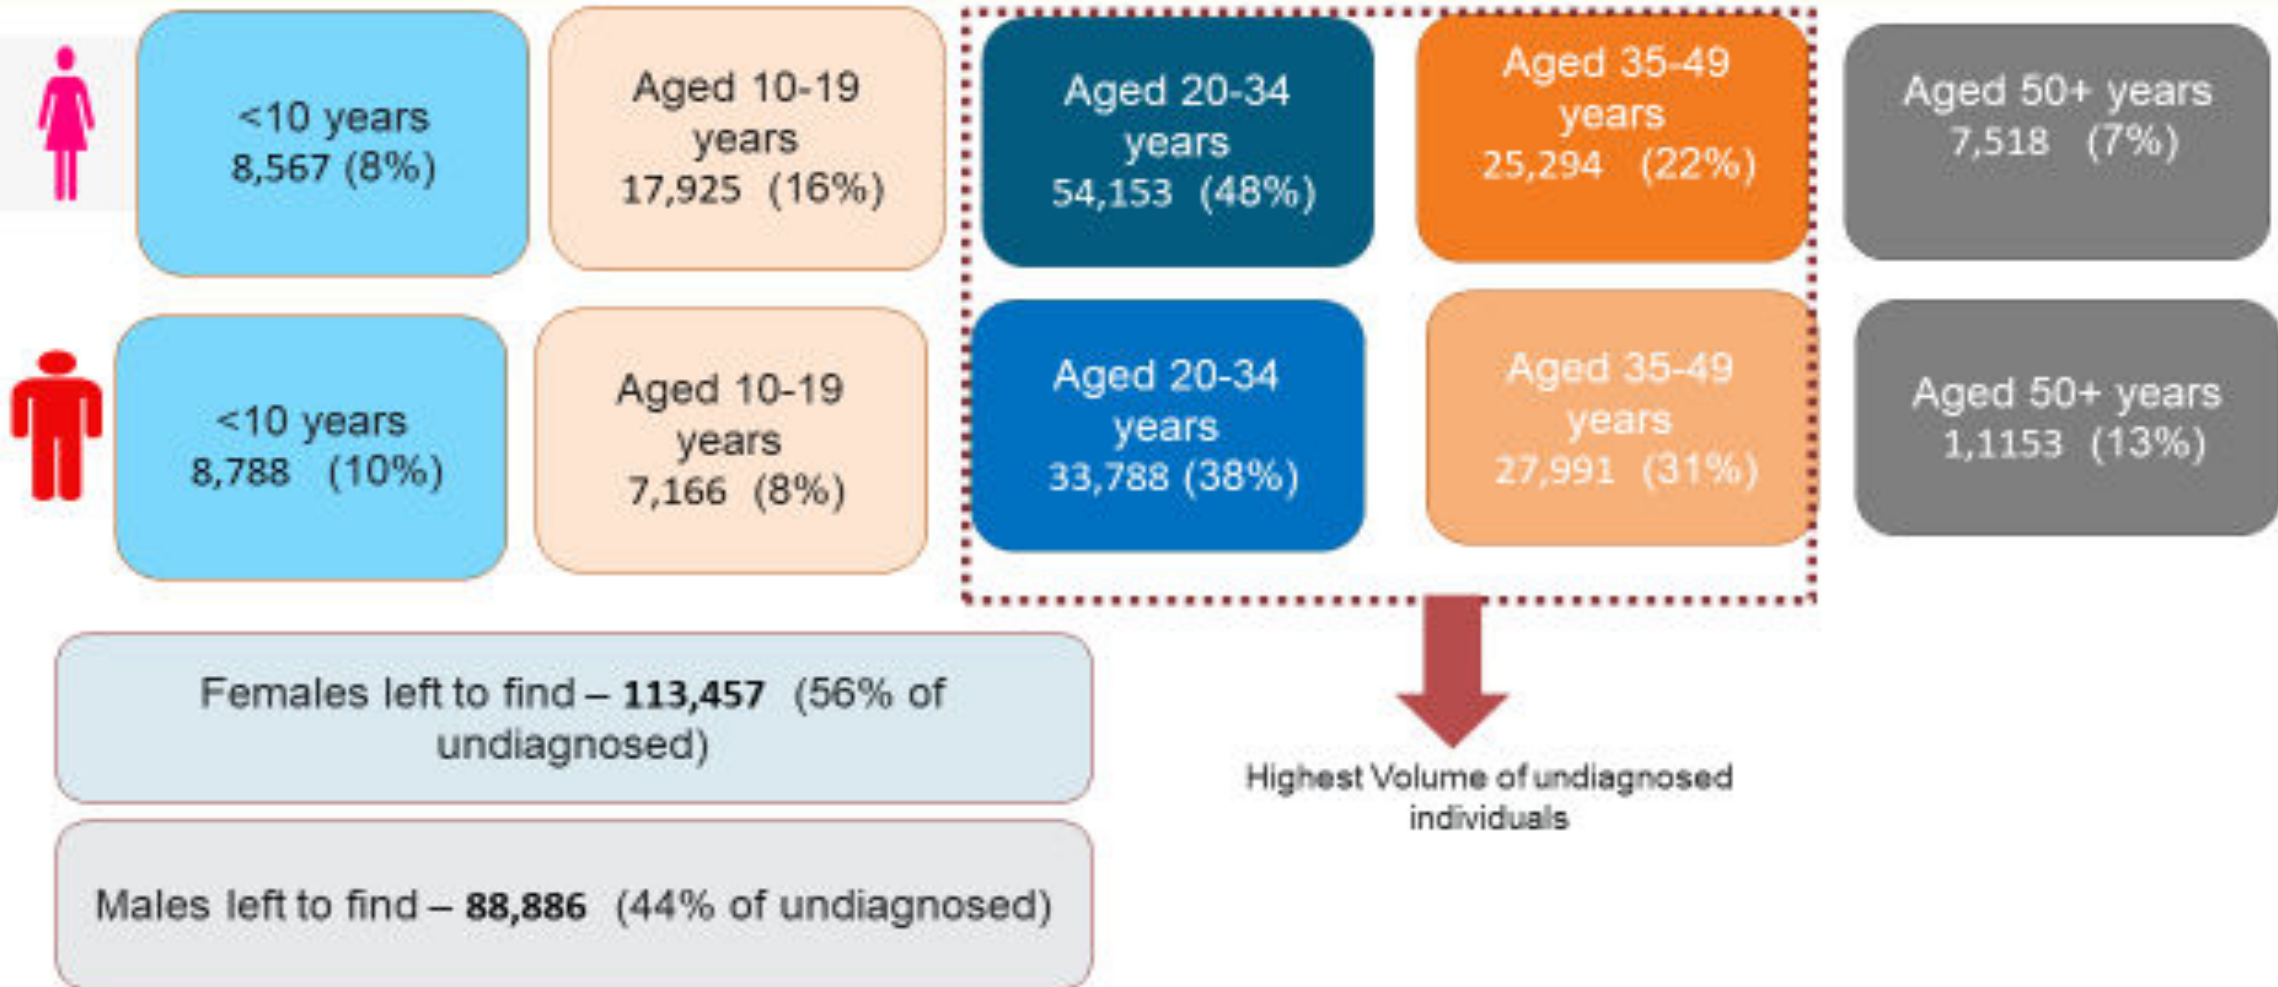 <10 years
8,567 (8%)
Aged 10-19
years
17,925 (16%)
Aged 20-34
years
54,153 (48%)
Aged 35-49
years
25,294 (22%)
Aged 50+ years
7,518 (7%)
<10 years
8,788 (10%)
Aged 10-19
years
7,166 (8%)
Aged 20-34
years
33,788 (38%)
Aged 35-49
years
27,991 (31%)
Aged 50+ years
1,1153 (13%)
Females left to find – 113,457 (56% of
undiagnosed)
Males left to find – 88,886 (44% of undiagnosed)
Highest Volume of undiagnosed
individuals